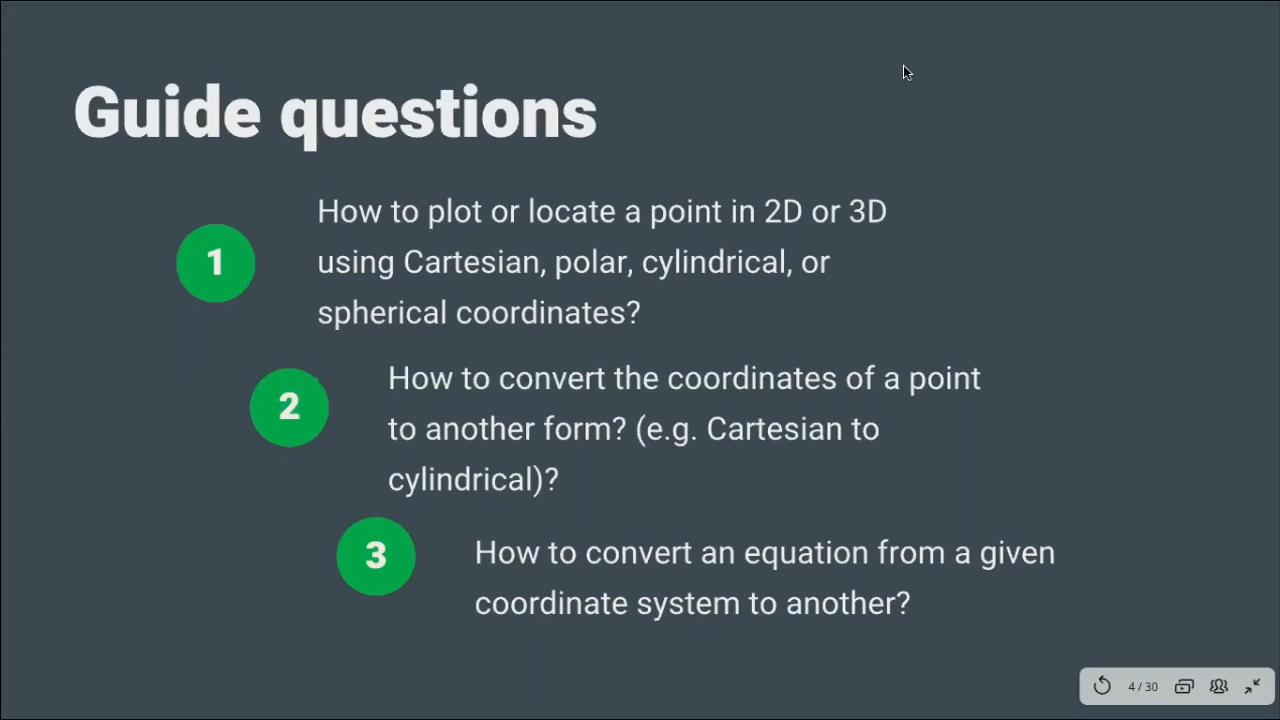 Guide questions
1
How to plot or locate a point in 2D or 3D
using Cartesian, polar, cylindrical, or
spherical coordinates?
2
How to convert the coordinates of a point
to another form? (e.g. Cartesian to
cylindrical)?
3
How to convert an equation from a given
coordinate system to another?
4 / 30